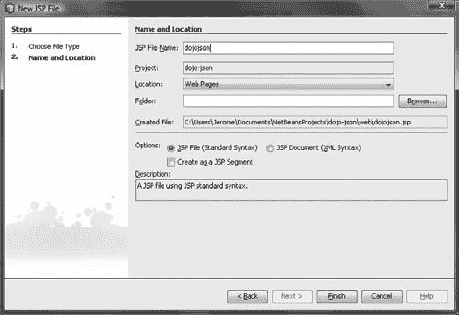 New JSP File
Steps
1. Choose File Type
2. Name and Location
Name and Location
JSP File Name: dojojson
Project: dojo-json
Location: Web Pages
Folder: Browse...
Created File: C:\Users\Jerome\Documents\NetBeansProjects\dojo-json\web\dojojson.jsp
Options: JSP File (Standard Syntax) JSP Document (XML Syntax)
Create as a JSP Segment
Description:
A JSP file using JSP standard syntax.
< Back Next > Finish Cancel Help